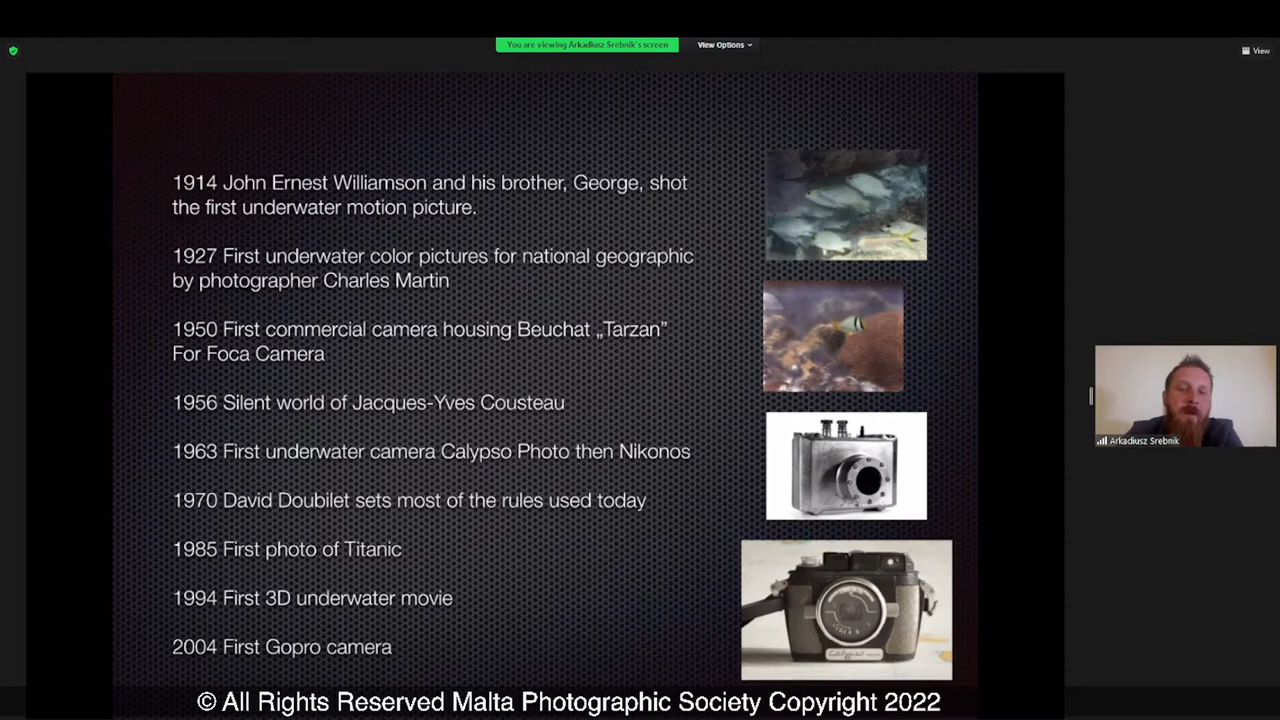 You are viewing Arkadiusz Srebnik's screen
View Options
View
1914 John Ernest Williamson and his brother, George, shot
the first underwater motion picture.
1927 First underwater color pictures for national geographic
by photographer Charles Martin
1950 First commercial camera housing Beuchat „Tarzan”
For Foca Camera
1956 Silent world of Jacques-Yves Cousteau
1963 First underwater camera Calypso Photo then Nikonos
1970 David Doubilet sets most of the rules used today
1985 First photo of Titanic
1994 First 3D underwater movie
2004 First Gopro camera
Arkadiusz Srebnik
Calypso
© All Rights Reserved Malta Photographic Society Copyright 2022